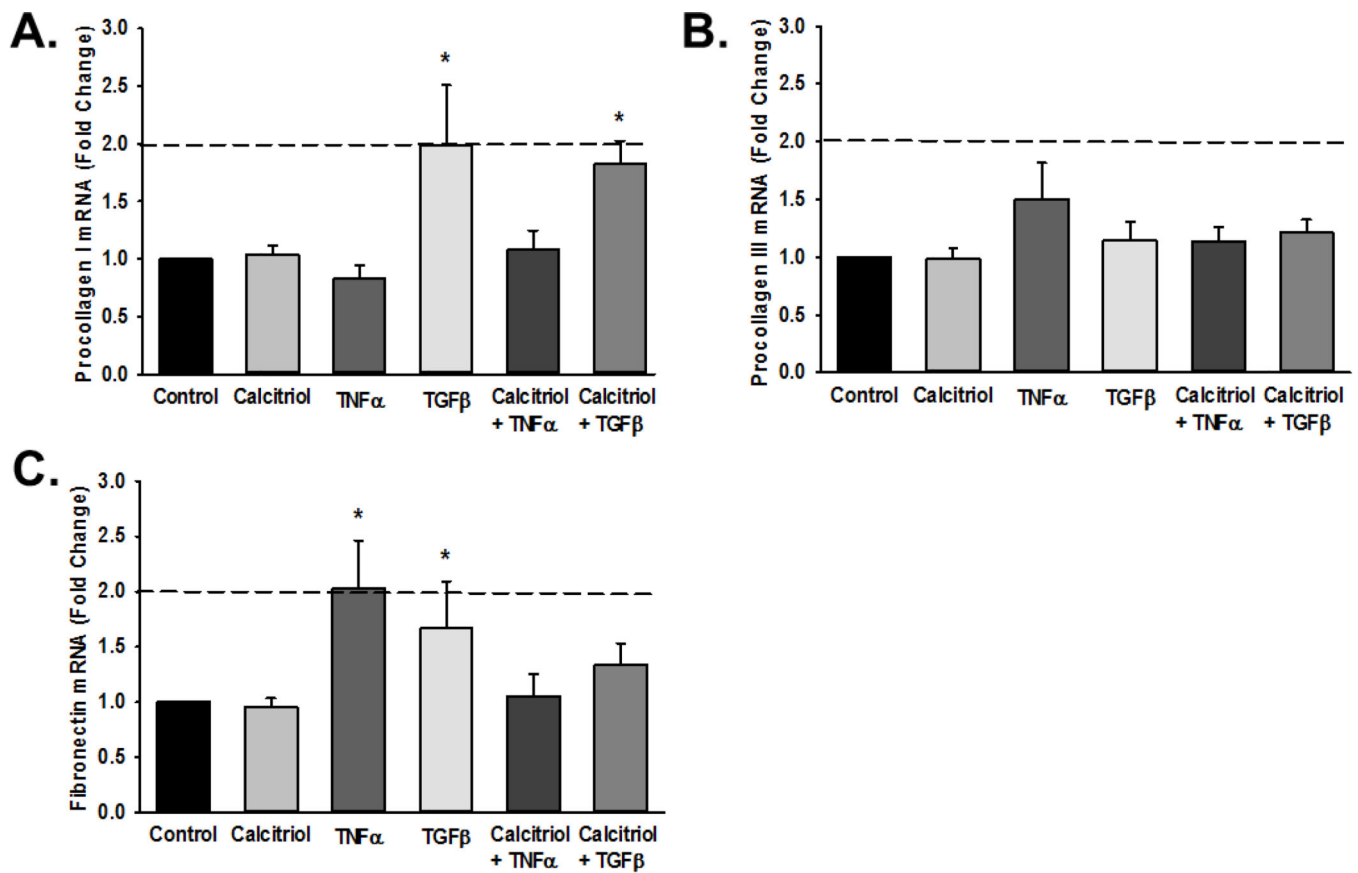 A.
Procollagen I mRNA (Fold Change)
3.0
2.5
2.0
1.5
1.0
0.5
0.0
*
*
Control Calcitriol TNFα TGFβ Calcitriol Calcitriol
+ TNFα + TGFβ
B.
Procollagen III mRNA (Fold Change)
3.0
2.5
2.0
1.5
1.0
0.5
0.0
Control Calcitriol TNFα TGFβ Calcitriol Calcitriol
+ TNFα + TGFβ
C.
Fibronectin mRNA (Fold Change)
3.0
2.5
2.0
1.5
1.0
0.5
0.0
*
*
Control Calcitriol TNFα TGFβ Calcitriol Calcitriol
+ TNFα + TGFβ